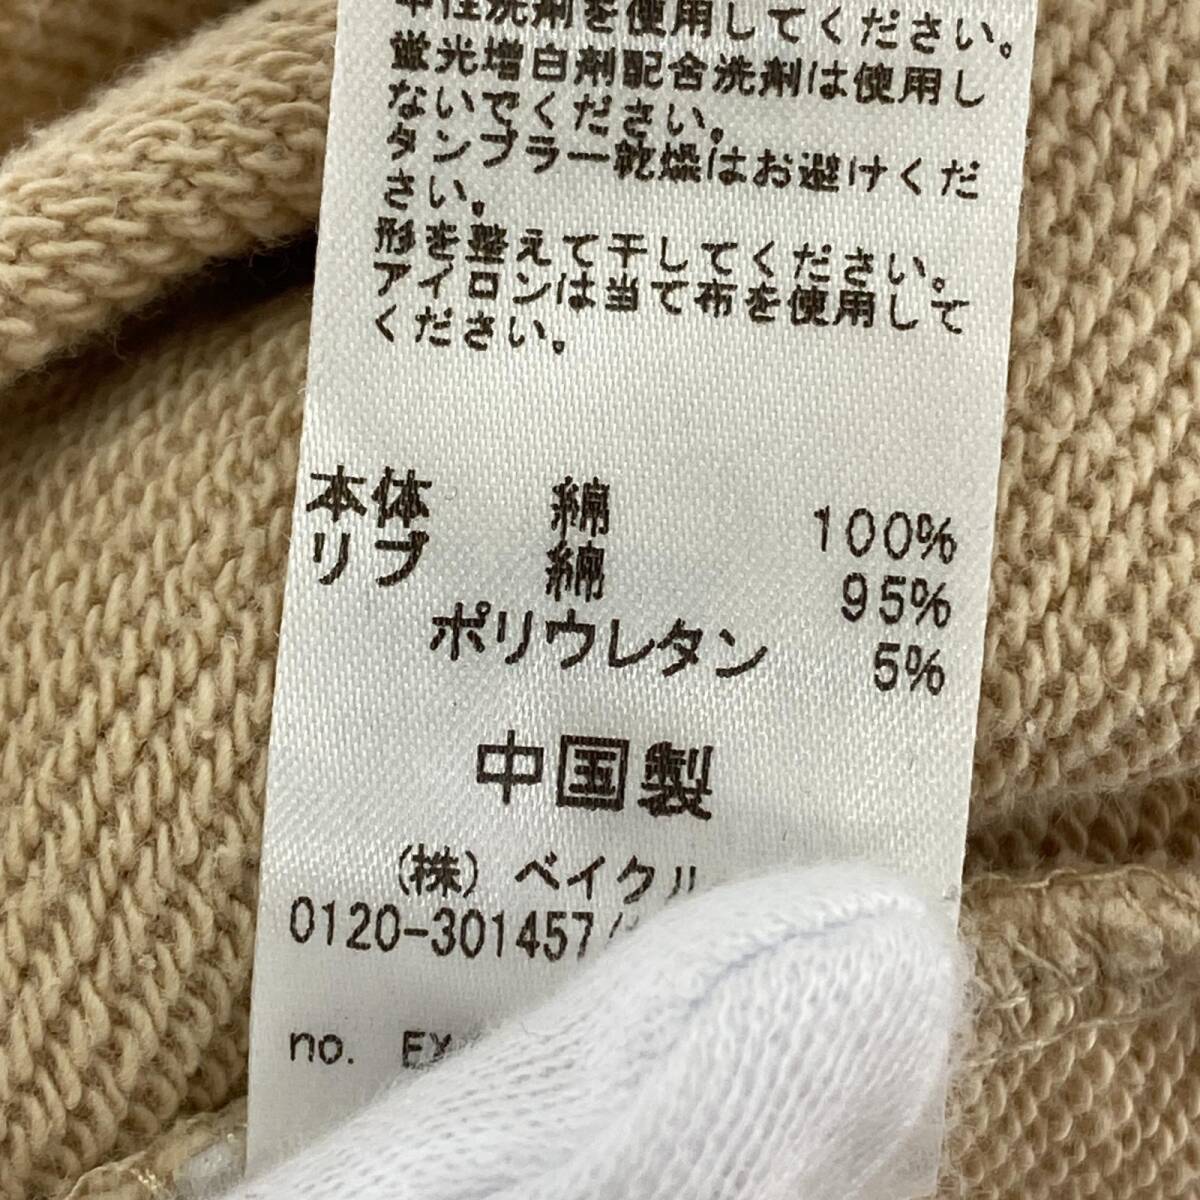 中性洗剤を使用してください。
蛍光増白剤配合洗剤は使用し
ないでください。
タンブラー乾燥はお避けくだ
さい。
形を整えて干してください。
アイロンは当て布を使用して
ください。
本体 綿 100%
リブ 綿 95%
ポリウレタン 5%
中国製
(株) ベイクル
0120-301457
no. EX